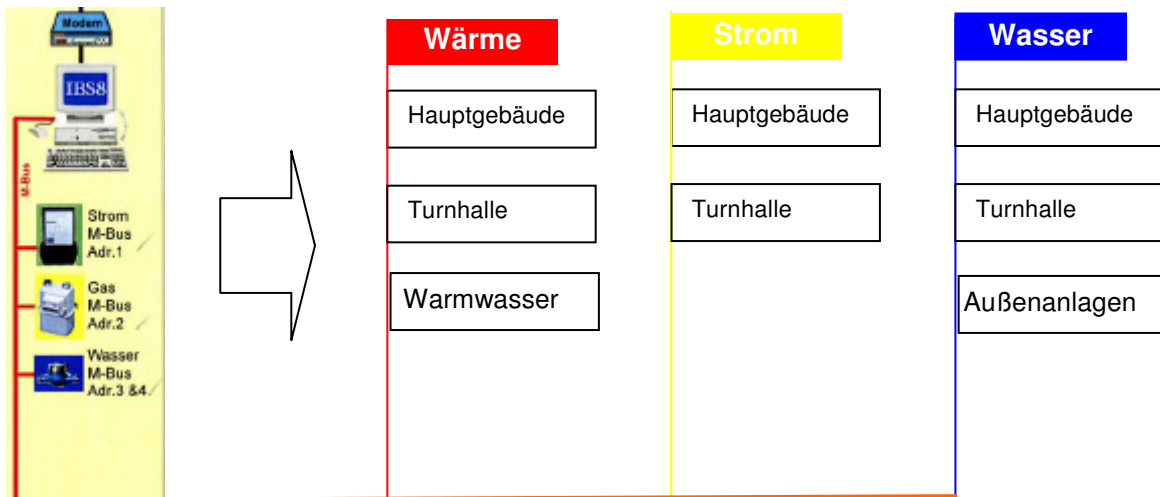 Modem
IBS8
M-Bus
Strom
M-Bus
Adr.1
Gas
M-Bus
Adr.2
Wasser
M-Bus
Adr.3 &4
Wärme
Hauptgebäude
Turnhalle
Warmwasser
Strom
Hauptgebäude
Turnhalle
Wasser
Hauptgebäude
Turnhalle
Außenanlagen